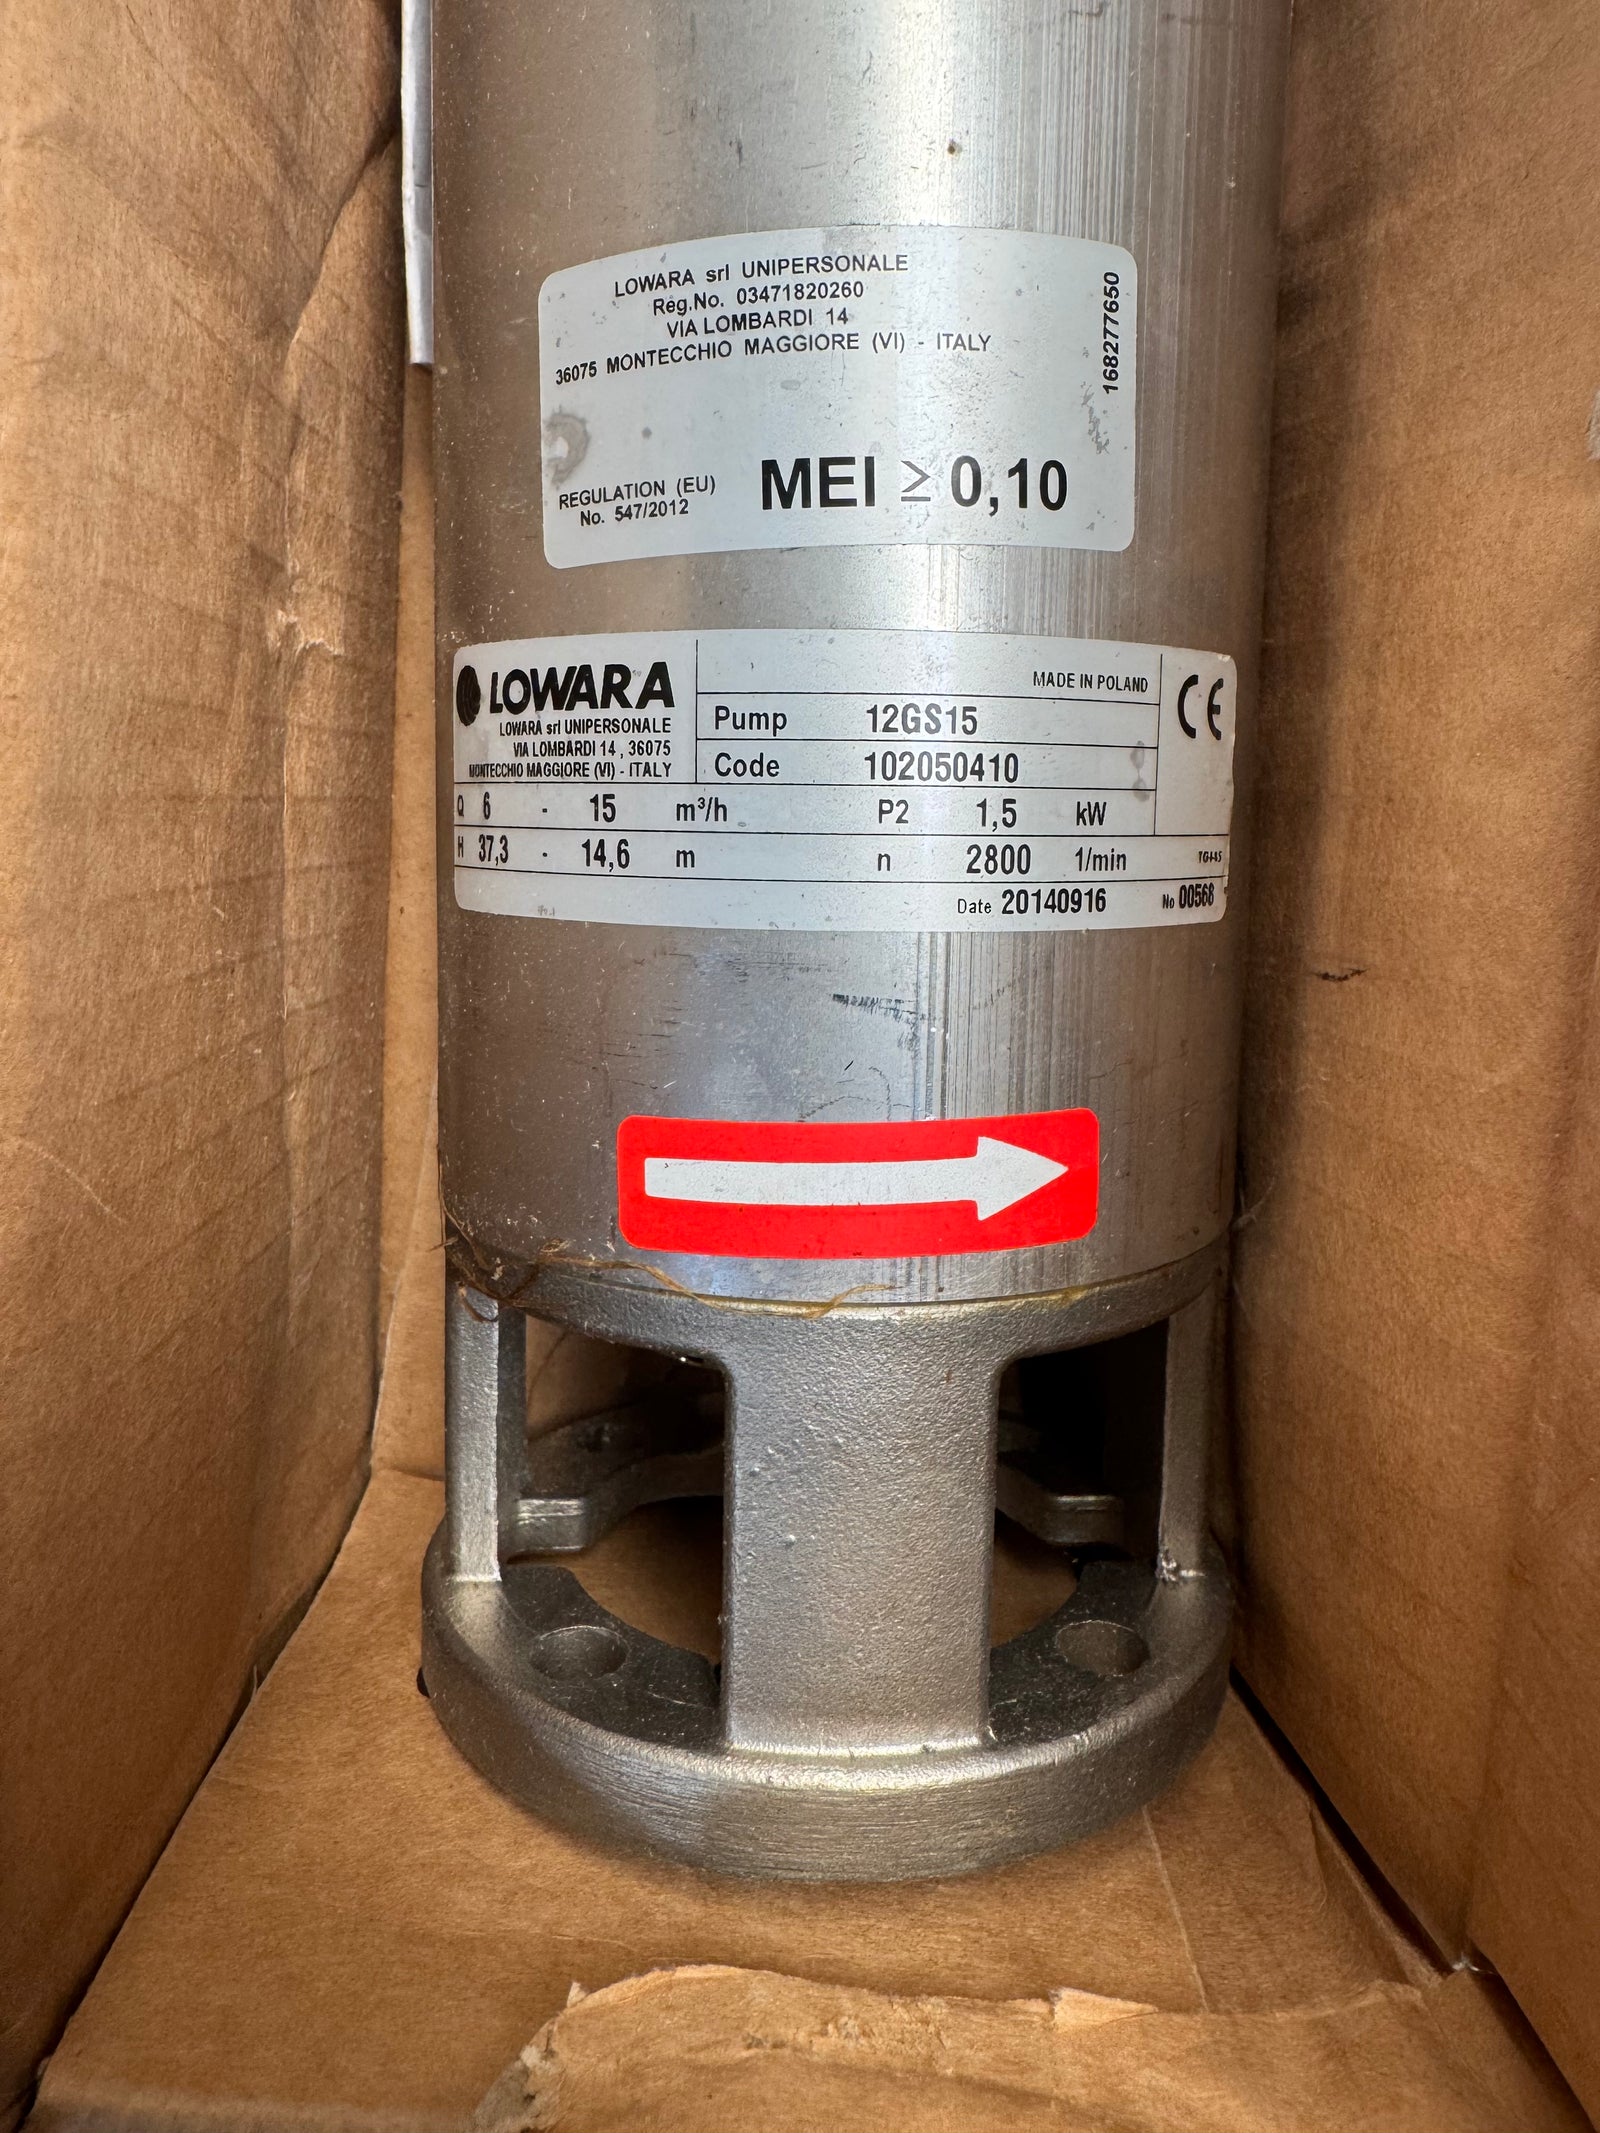 LOWARA srl UNIPERSONALE
Reg.No. 03471820260
VIA LOMBARDI 14
36075 MONTECCHIO MAGGIORE (VI) - ITALY
168277650
REGULATION (EU)
No. 547/2012
MEI ≥ 0,10
LOWARA
LOWARA srl UNIPERSONALE
VIA LOMBARDI 14 , 36075
MONTECCHIO MAGGIORE (VI) - ITALY
MADE IN POLAND
CE
Pump 12GS15
Code 102050410
Q 6 - 15 m³/h P2 1,5 kW
H 37,3 - 14,6 m n 2800 1/min
Date 20140916 No 00568